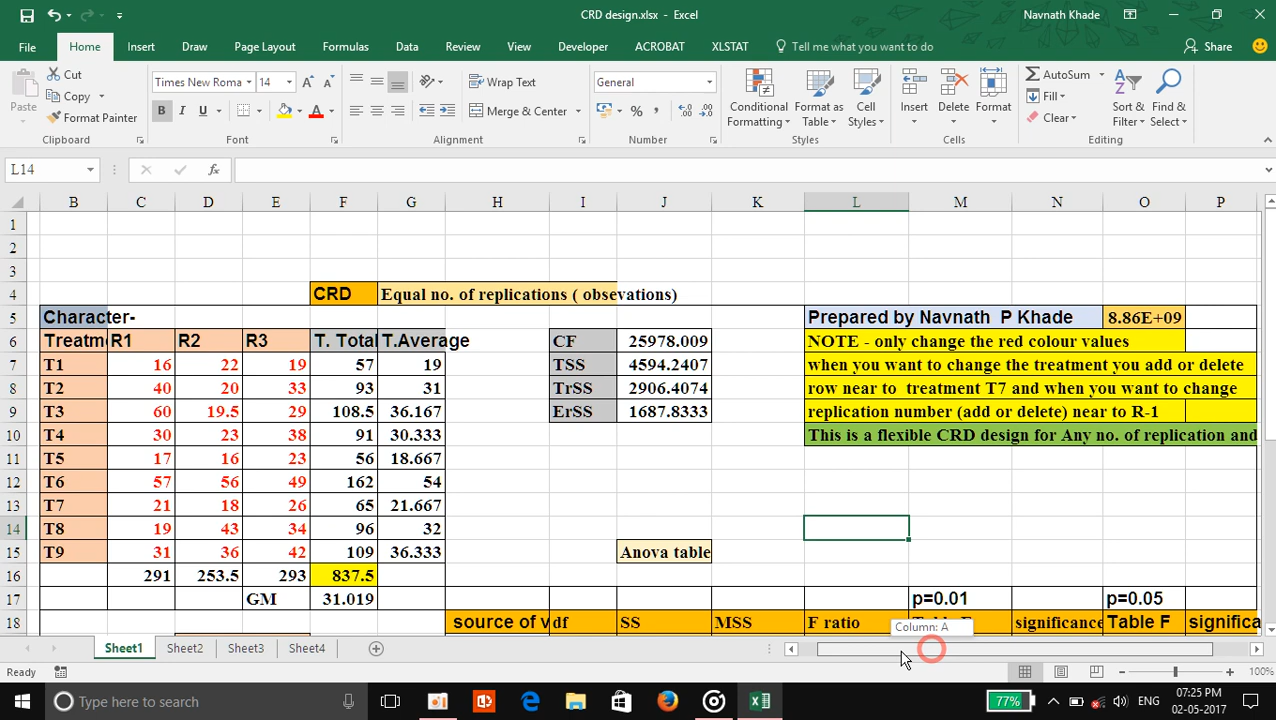 CRD design.xlsx - Excel
Navnath Khade
File Home Insert Draw Page Layout Formulas Data Review View Developer ACROBAT XLSTAT Tell me what you want to do Share
Paste
Cut
Copy
Format Painter
Times New Roma 14
B I U
Wrap Text
Merge & Center
General
Conditional Formatting
Format as Table
Cell Styles
Insert
Delete
Format
AutoSum
Fill
Clear
Sort & Filter
Find & Select
Clipboard Font Alignment Number Styles Cells Editing
L14 fx
B C D E F G H I J K L M N O P
1
2
3
4 CRD Equal no. of replications ( obsevations)
5 Character- Prepared by Navnath P Khade 8.86E+09
6 Treatm R1 R2 R3 T. Total T.Average CF 25978.009 NOTE - only change the red colour values
7 T1 16 22 19 57 19 TSS 4594.2407 when you want to change the treatment you add or delete
8 T2 40 20 33 93 31 TrSS 2906.4074 row near to treatment T7 and when you want to change
9 T3 60 19.5 29 108.5 36.167 ErSS 1687.8333 replication number (add or delete) near to R-1
10 T4 30 23 38 91 30.333 This is a flexible CRD design for Any no. of replication and
11 T5 17 16 23 56 18.667
12 T6 57 56 49 162 54
13 T7 21 18 26 65 21.667
14 T8 19 43 34 96 32
15 T9 31 36 42 109 36.333 Anova table
16 291 253.5 293 837.5
17 GM 31.019 p=0.01 p=0.05
18 source of v df SS MSS F ratio significance Table F significa
Column: A
Sheet1 Sheet2 Sheet3 Sheet4
Ready 100%
Type here to search
77% ENG
07:25 PM
02-05-2017